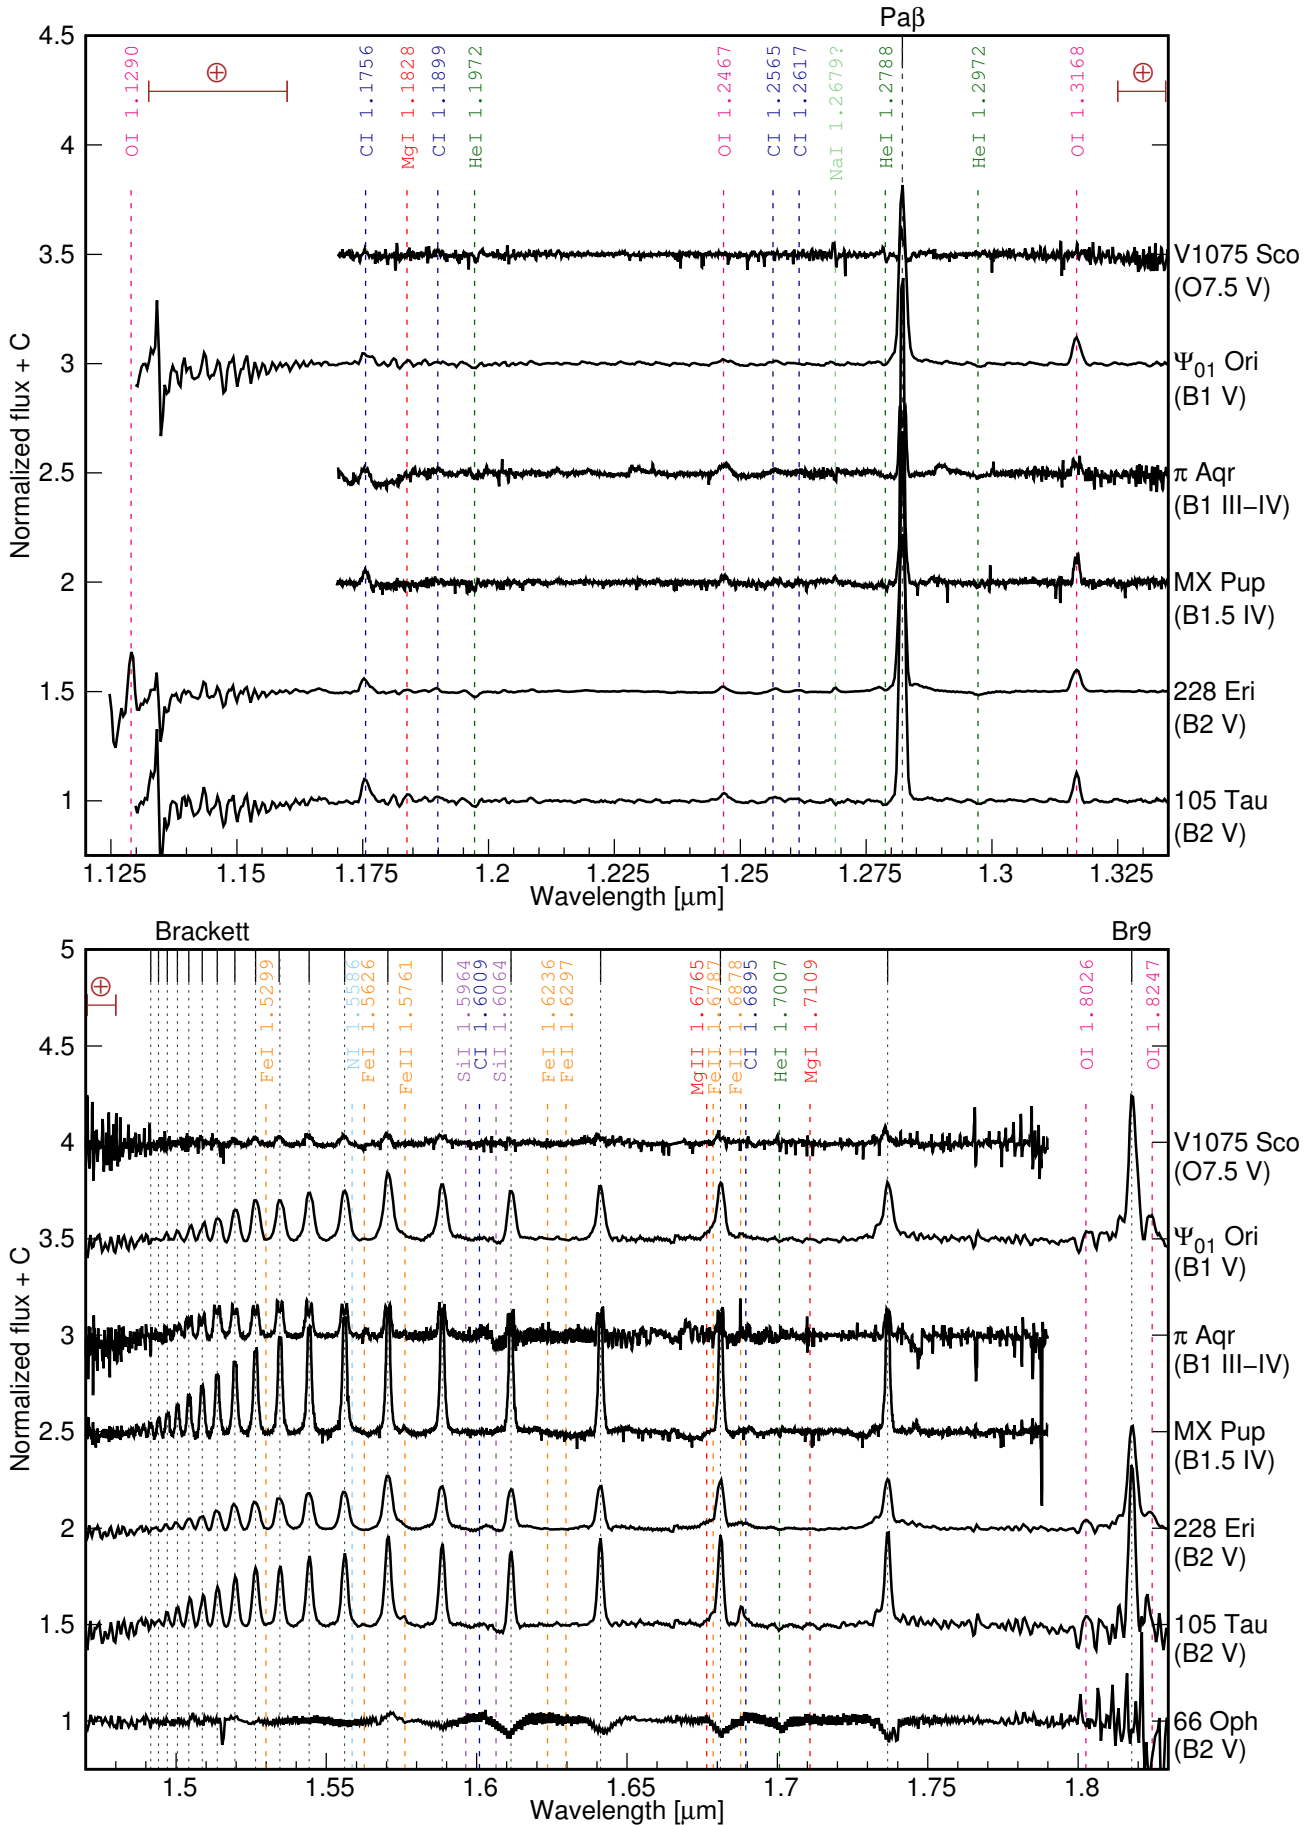 Paβ
4.5
4
3.5
3
2.5
2
1.5
1
Normalized flux + C
OI 1.1290
⊕
CI 1.1756
MgI 1.1828
CI 1.1899
HeI 1.1972
OI 1.2467
CI 1.2565
CI 1.2617
NaI 1.2679?
HeI 1.2788
HeI 1.2972
OI 1.3168
⊕
V1075 Sco
(O7.5 V)
Ψ01 Ori
(B1 V)
π Aqr
(B1 III−IV)
MX Pup
(B1.5 IV)
228 Eri
(B2 V)
105 Tau
(B2 V)
1.125 1.15 1.175 1.2 1.225 1.25 1.275 1.3 1.325
Wavelength [μm]
Brackett Br9
5
4.5
4
3.5
3
2.5
2
1.5
1
Normalized flux + C
⊕
FeI 1.5299
NI 1.5586
FeI 1.5626
FeII 1.5761
SiI 1.5964
CI 1.6009
SiI 1.6064
FeI 1.6236
FeI 1.6297
MgII 1.6765
FeII 1.6787
FeII 1.6878
CI 1.6895
HeI 1.7007
MgI 1.7109
OI 1.8026
OI 1.8247
V1075 Sco
(O7.5 V)
Ψ01 Ori
(B1 V)
π Aqr
(B1 III−IV)
MX Pup
(B1.5 IV)
228 Eri
(B2 V)
105 Tau
(B2 V)
66 Oph
(B2 V)
1.5 1.55 1.6 1.65 1.7 1.75 1.8
Wavelength [μm]